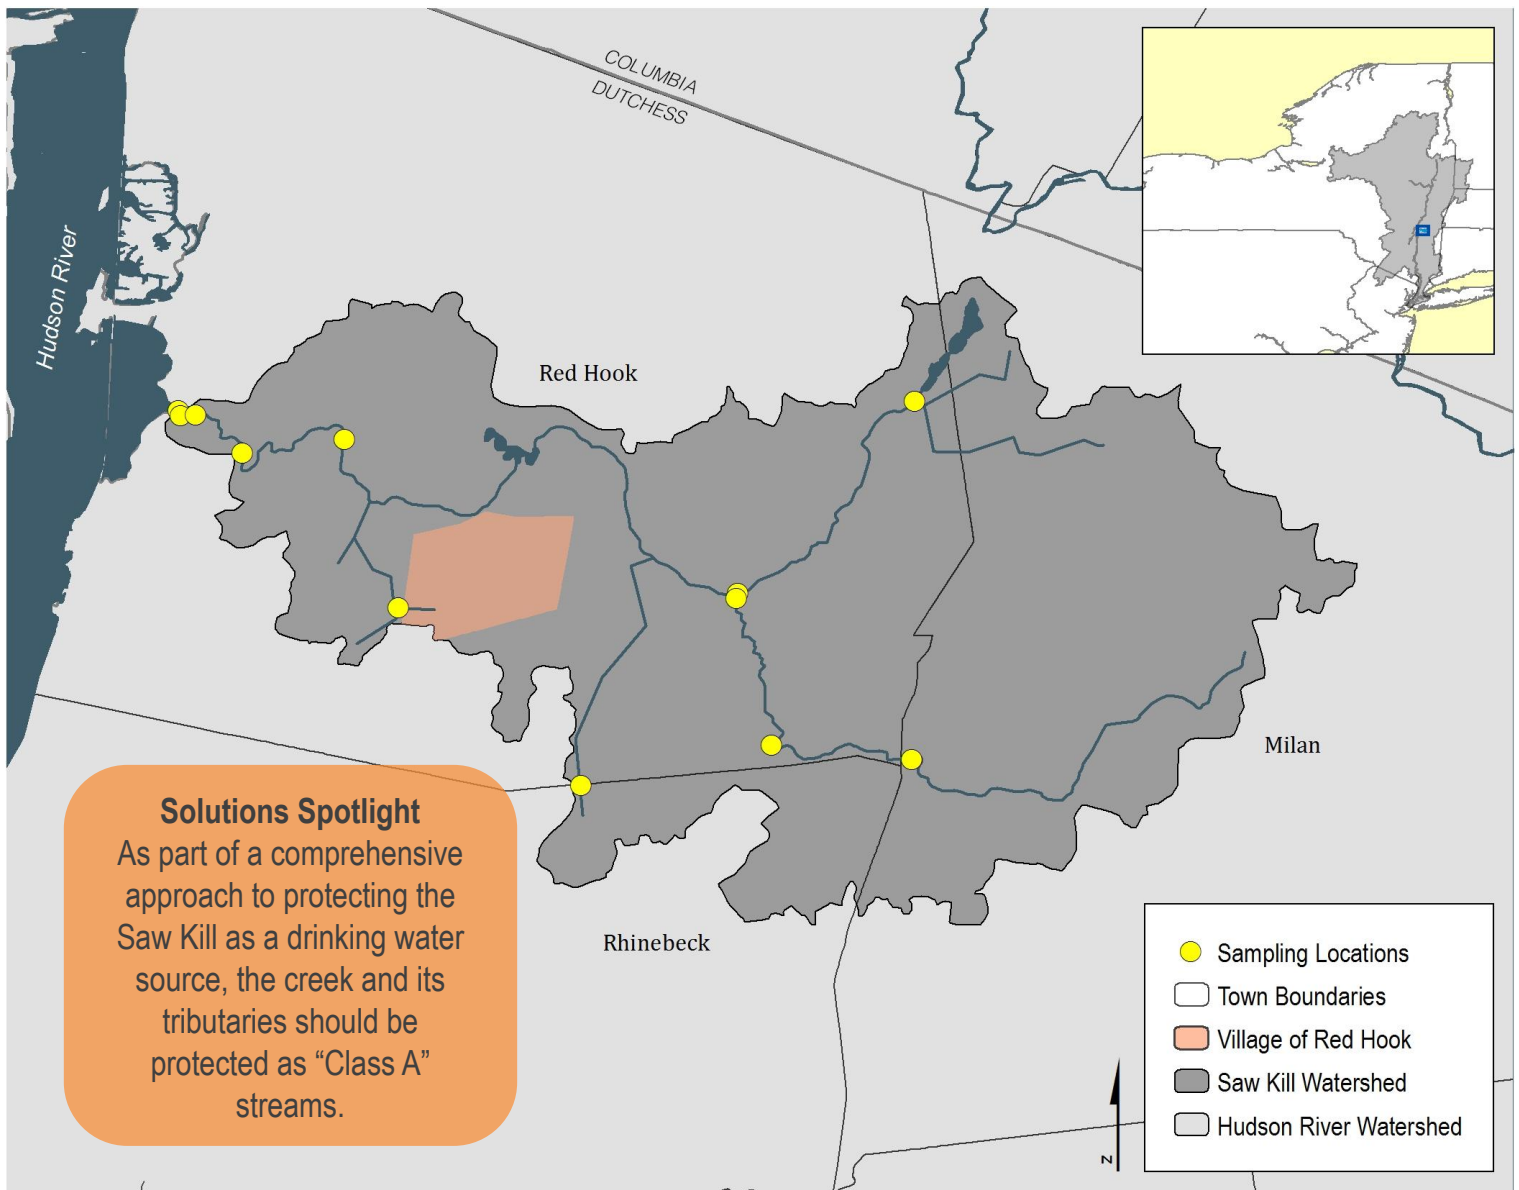 COLUMBIA
DUTCHESS
Hudson River
Red Hook
Milan
Rhinebeck
Solutions Spotlight
As part of a comprehensive
approach to protecting the
Saw Kill as a drinking water
source, the creek and its
tributaries should be
protected as “Class A”
streams.
Sampling Locations
Town Boundaries
Village of Red Hook
Saw Kill Watershed
Hudson River Watershed
N